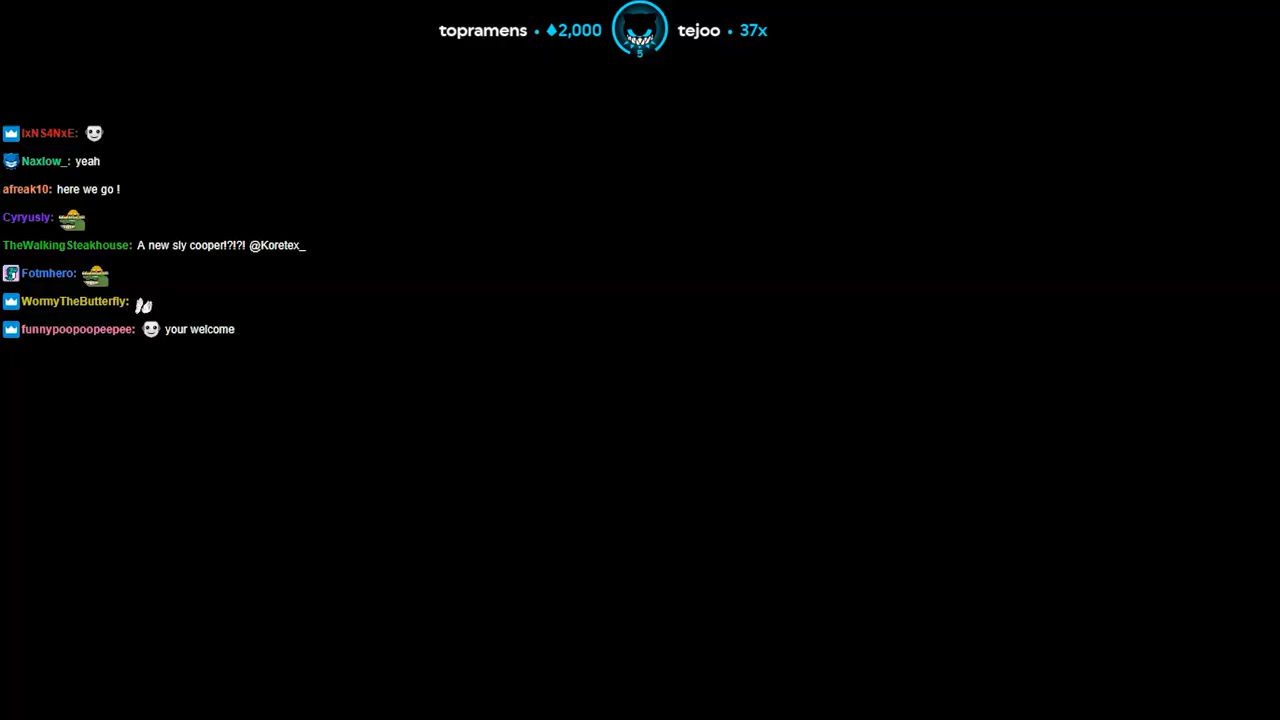 topramens • 2,000 5 tejoo • 37x
IxNS4NxE:
Naxlow_: yeah
afreak10: here we go !
Cyryusly:
TheWalkingSteakhouse: A new sly cooper!?!?! @Koretex_
Fotmhero:
WormyTheButterfly:
funnypoopoopeepee: your welcome